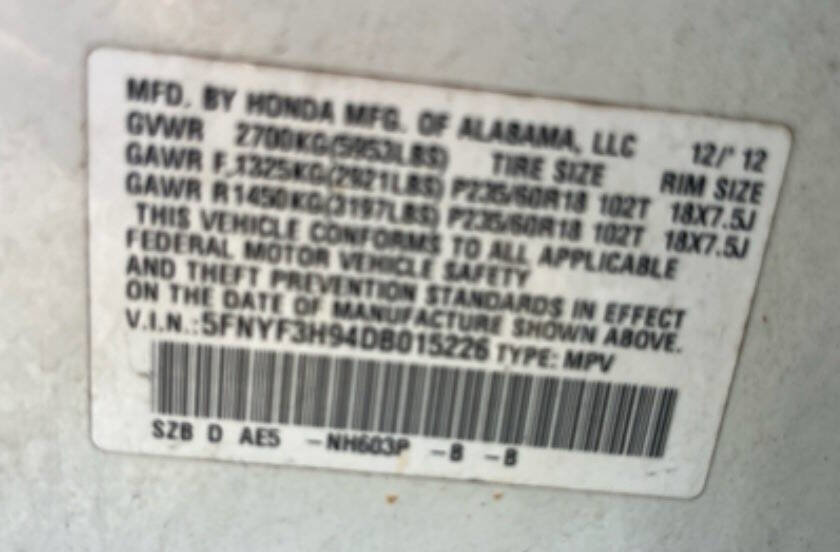 MFD. BY HONDA MFG. OF ALABAMA, LLC 12/' 12
GVWR 2700KG(5953LBS) TIRE SIZE RIM SIZE
GAWR F 1325KG(2921LBS) P235/60R18 102T 18X7.5J
GAWR R1450KG(3197LBS) P235/60R18 102T 18X7.5J
THIS VEHICLE CONFORMS TO ALL APPLICABLE
FEDERAL MOTOR VEHICLE SAFETY
AND THEFT PREVENTION STANDARDS IN EFFECT
ON THE DATE OF MANUFACTURE SHOWN ABOVE.
V.I.N.:5FNYF3H94DB015226 TYPE: MPV
SZB D AE5 -NH603P -B -B